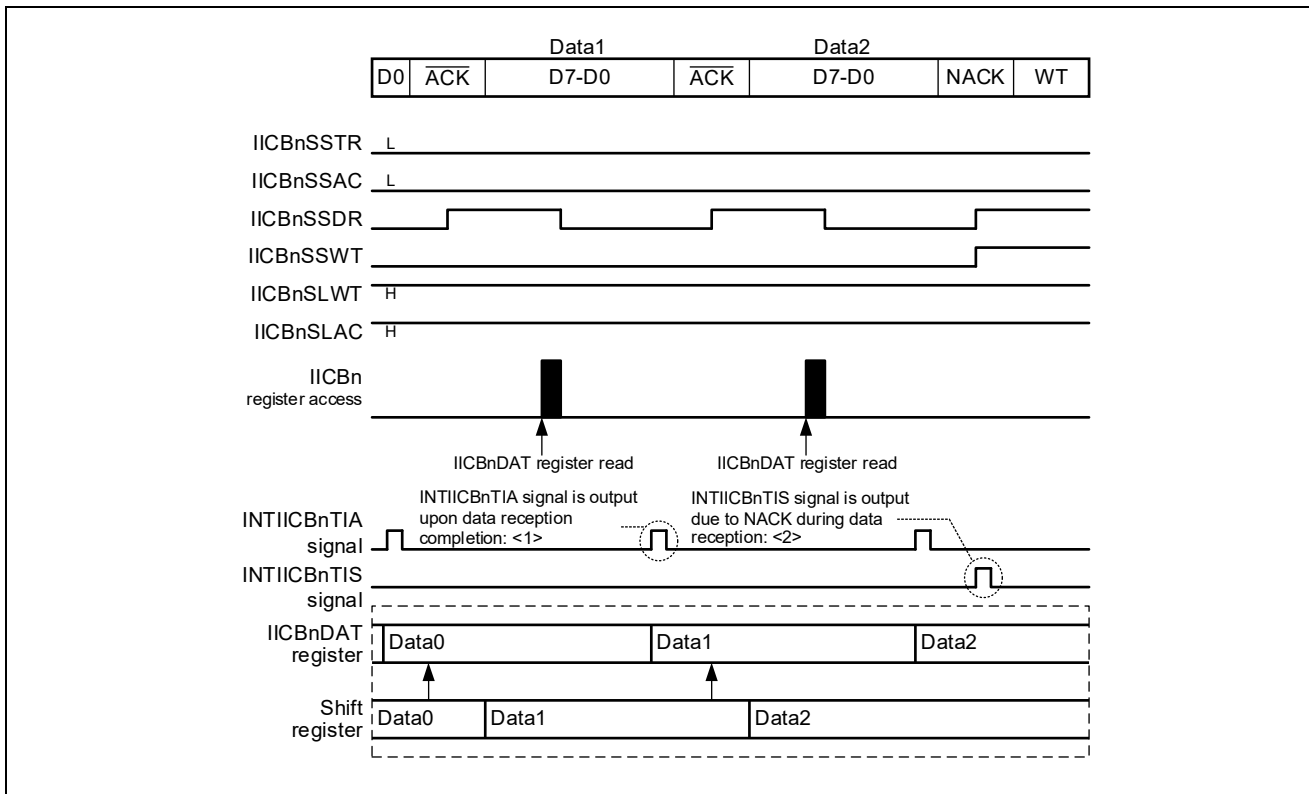 Data1 Data2
D0 ACK D7-D0 ACK D7-D0 NACK WT
IICBnSSTR L
IICBnSSAC L
IICBnSSDR
IICBnSSWT
IICBnSLWT H
IICBnSLAC H
IICBn
register access
IICBnDAT register read IICBnDAT register read
INTIICBnTIA signal is output
upon data reception
completion: <1>
INTIICBnTIS signal is output
due to NACK during data
reception: <2>
INTIICBnTIA
signal
INTIICBnTIS
signal
IICBnDAT
register
Data0 Data1 Data2
Shift
register
Data0 Data1 Data2